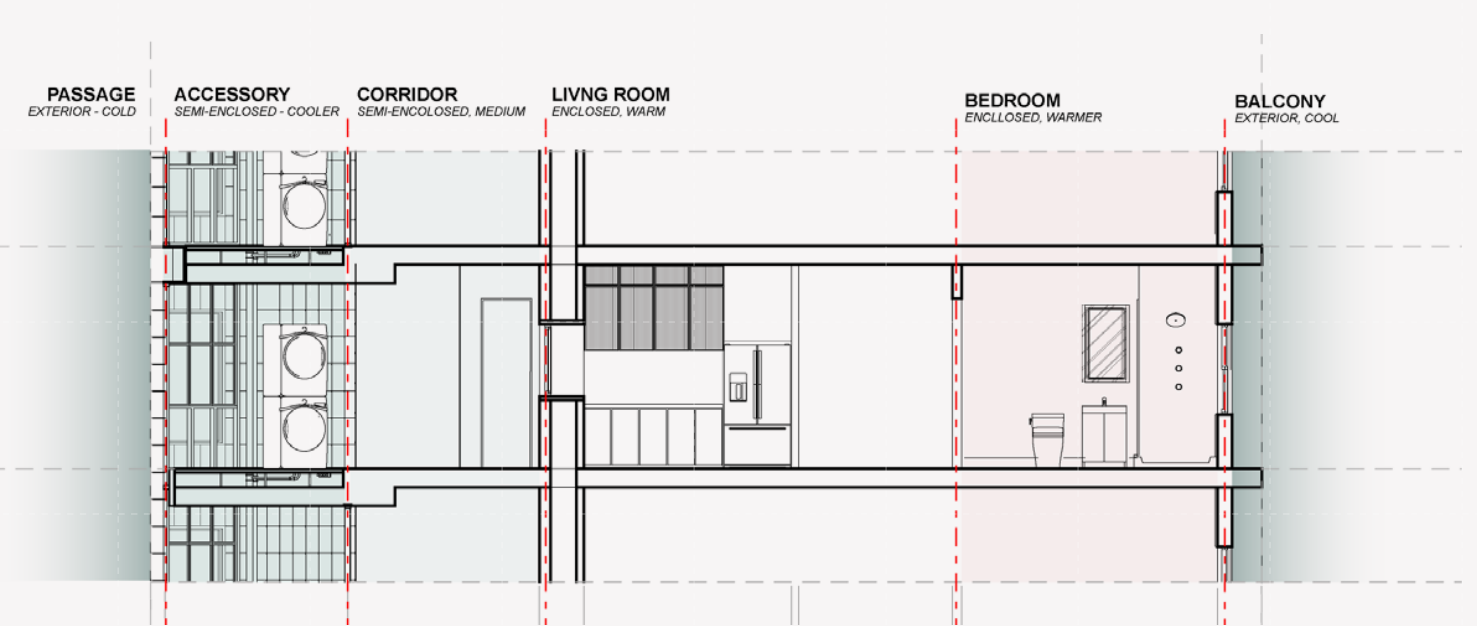 PASSAGE
EXTERIOR - COLD
ACCESSORY
SEMI-ENCLOSED - COOLER
CORRIDOR
SEMI-ENCOLOSED, MEDIUM
LIVNG ROOM
ENCLOSED, WARM
BEDROOM
ENCLLOSED, WARMER
BALCONY
EXTERIOR, COOL